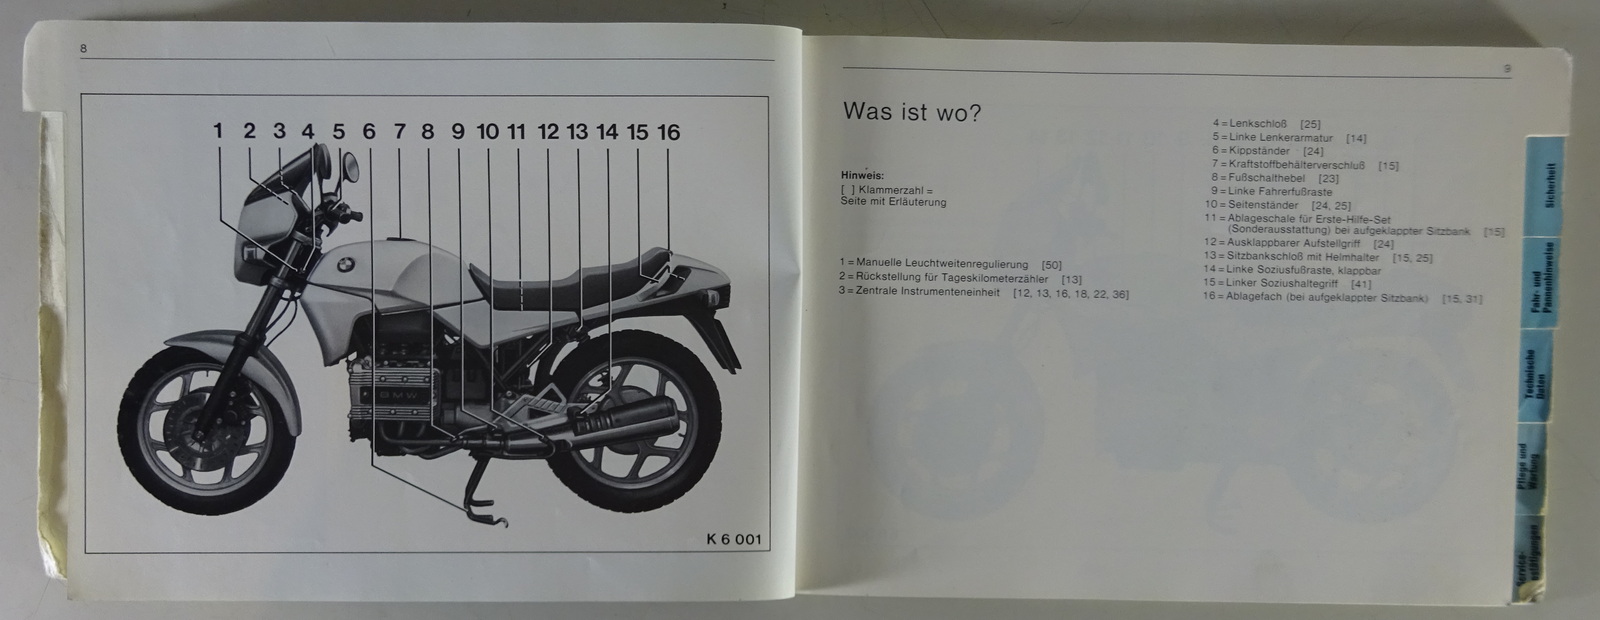 8
1 2 3 4 5 6 7 8 9 10 11 12 13 14 15 16
BMW
K 6 001
9
Was ist wo?
Hinweis:
[ ] Klammerzahl =
Seite mit Erläuterung
1 = Manuelle Leuchtweitenregulierung [50]
2 = Rückstellung für Tageskilometerzähler [13]
3 = Zentrale Instrumenteneinheit [12, 13, 16, 18, 22, 36]
4 = Lenkschloß [25]
5 = Linke Lenkerarmatur [14]
6 = Kippständer [24]
7 = Kraftstoffbehälterverschluß [15]
8 = Fußschalthebel [23]
9 = Linke Fahrerfußraste
10 = Seitenständer [24, 25]
11 = Ablageschale für Erste-Hilfe-Set
(Sonderausstattung) bei aufgeklappter Sitzbank [15]
12 = Ausklappbarer Aufstellgriff [24]
13 = Sitzbankschloß mit Helmhalter [15, 25]
14 = Linke Soziusfußraste, klappbar
15 = Linker Soziushaltegriff [41]
16 = Ablagefach (bei aufgeklappter Sitzbank) [15, 31]
Sicherheit
Fahr- und
Pannenhinweise
Technische
Daten
Pflege und
Wartung
Service-